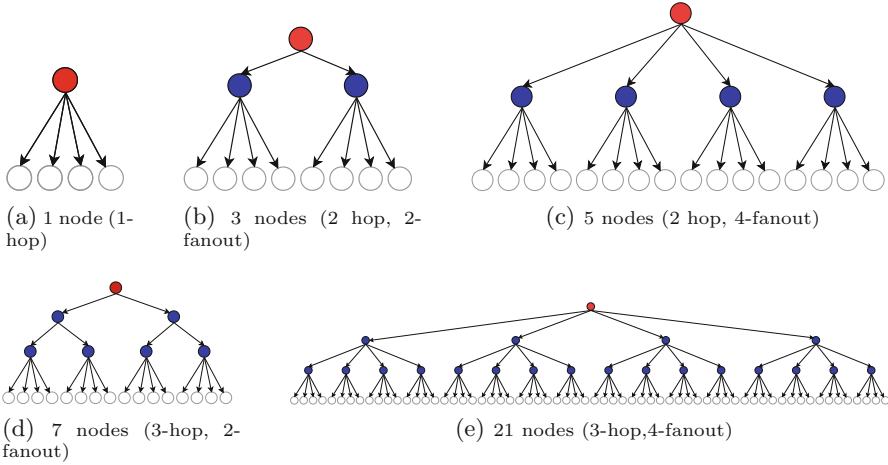 (a) 1 node (1-
hop)
(b) 3 nodes (2 hop, 2-
fanout)
(c) 5 nodes (2 hop, 4-fanout)
(d) 7 nodes (3-hop, 2-
fanout)
(e) 21 nodes (3-hop,4-fanout)